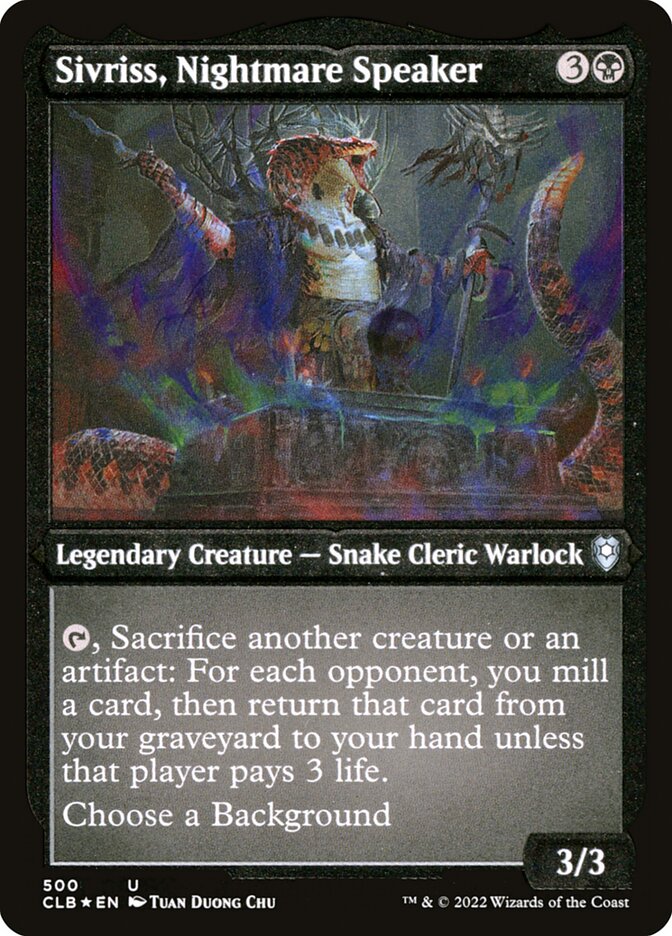 Sivriss, Nightmare Speaker 3
Legendary Creature — Snake Cleric Warlock
, Sacrifice another creature or an
artifact: For each opponent, you mill
a card, then return that card from
your graveyard to your hand unless
that player pays 3 life.
Choose a Background
3/3
500 U
CLB★EN Tuan Duong Chu ™ & © 2022 Wizards of the Coast